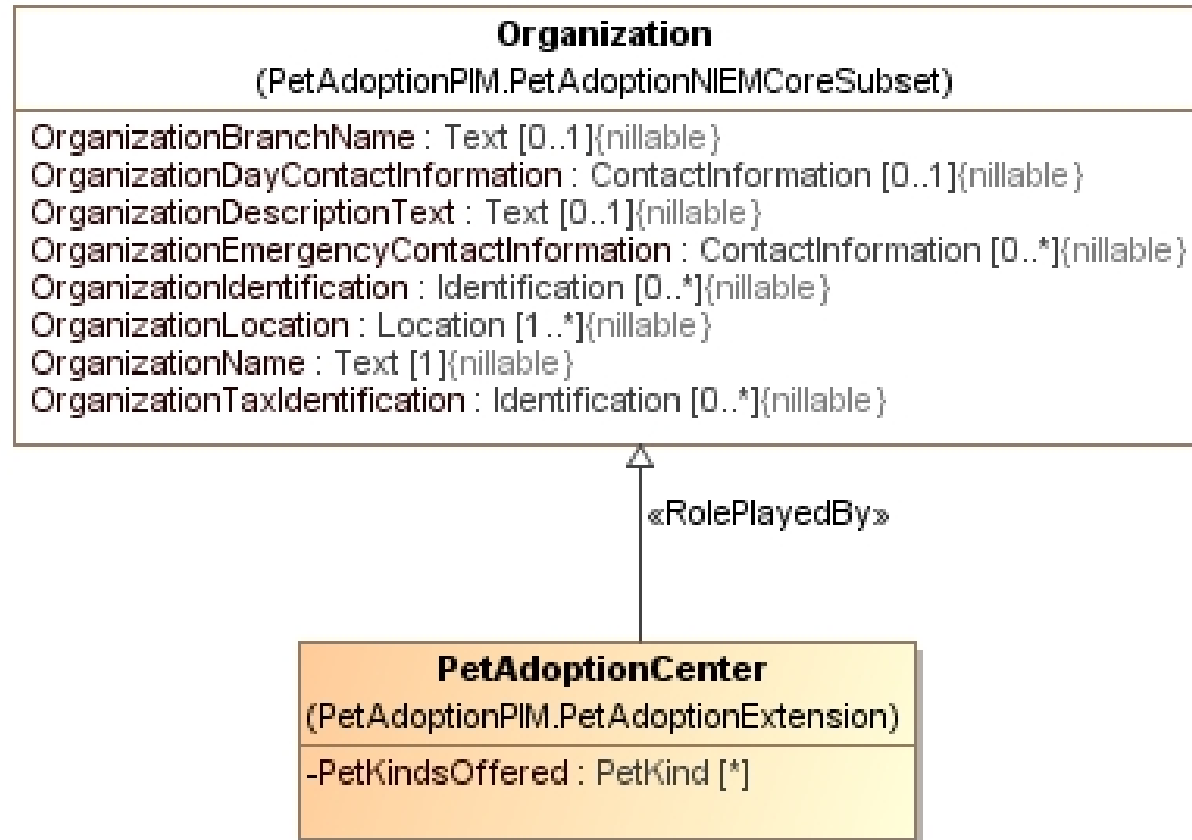 Organization
(PetAdoptionPIM.PetAdoptionNIEMCoreSubset)
OrganizationBranchName : Text [0..1]{nillable}
OrganizationDayContactInformation : ContactInformation [0..1]{nillable}
OrganizationDescriptionText : Text [0..1]{nillable}
OrganizationEmergencyContactInformation : ContactInformation [0..*]{nillable}
OrganizationIdentification : Identification [0..*]{nillable}
OrganizationLocation : Location [1..*]{nillable}
OrganizationName : Text [1]{nillable}
OrganizationTaxIdentification : Identification [0..*]{nillable}
«RolePlayedBy»
PetAdoptionCenter
(PetAdoptionPIM.PetAdoptionExtension)
-PetKindsOffered : PetKind [*]